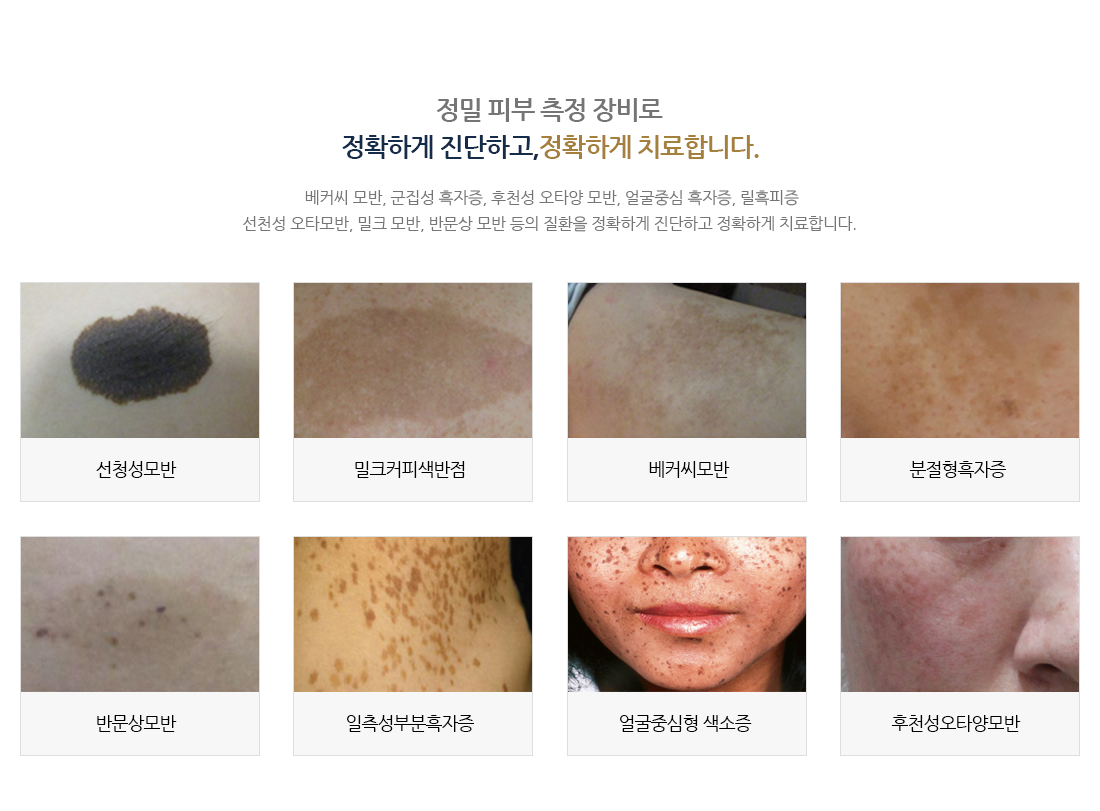 정밀 피부 측정 장비로
정확하게 진단하고,정확하게 치료합니다.
베커씨 모반, 군집성 흑자증, 후천성 오타양 모반, 얼굴중심 흑자증, 릴흑피증
선천성 오타모반, 밀크 모반, 반문상 모반 등의 질환을 정확하게 진단하고 정확하게 치료합니다.
선청성모반
밀크커피색반점
베커씨모반
분절형흑자증
반문상모반
일측성부분흑자증
얼굴중심형 색소증
후천성오타양모반